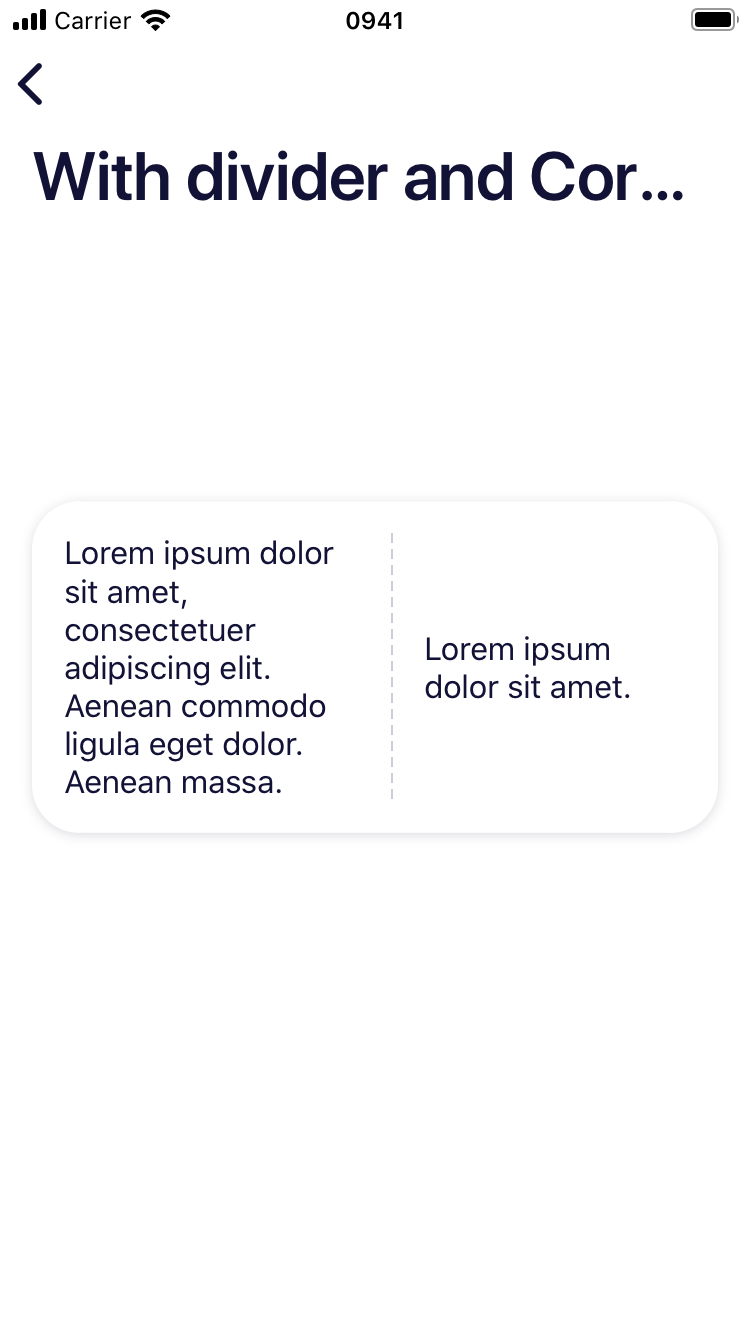 Carrier
0941
With divider and Cor…
Lorem ipsum dolor
sit amet,
consectetuer
adipiscing elit.
Aenean commodo
ligula eget dolor.
Aenean massa.
Lorem ipsum
dolor sit amet.